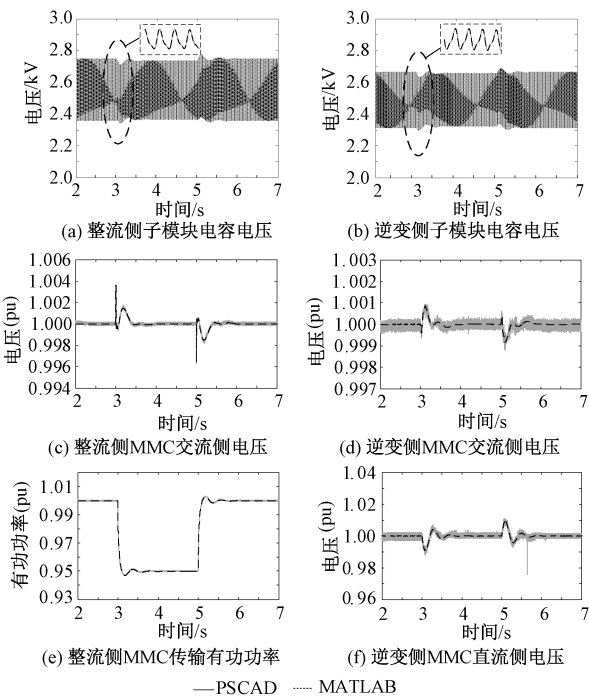 3.0
2.8
2.6
2.4
2.2
2.0
电压/kV
2 3 4 5 6 7
时间/s
(a) 整流侧子模块电容电压
3.0
2.8
2.6
2.4
2.2
2.0
电压/kV
2 3 4 5 6 7
时间/s
(b) 逆变侧子模块电容电压
1.006
1.004
1.002
1.000
0.998
0.996
0.994
电压(pu)
2 3 4 5 6 7
时间/s
(c) 整流侧MMC交流侧电压
1.003
1.002
1.001
1.000
0.999
0.998
0.997
电压(pu)
2 3 4 5 6 7
时间/s
(d) 逆变侧MMC交流侧电压
1.01
0.99
0.97
0.95
0.93
有功功率(pu)
2 3 4 5 6 7
时间/s
(e) 整流侧MMC传输有功功率
1.04
1.02
1.00
0.98
0.96
电压(pu)
2 3 4 5 6 7
时间/s
(f) 逆变侧MMC直流侧电压
PSCAD MATLAB